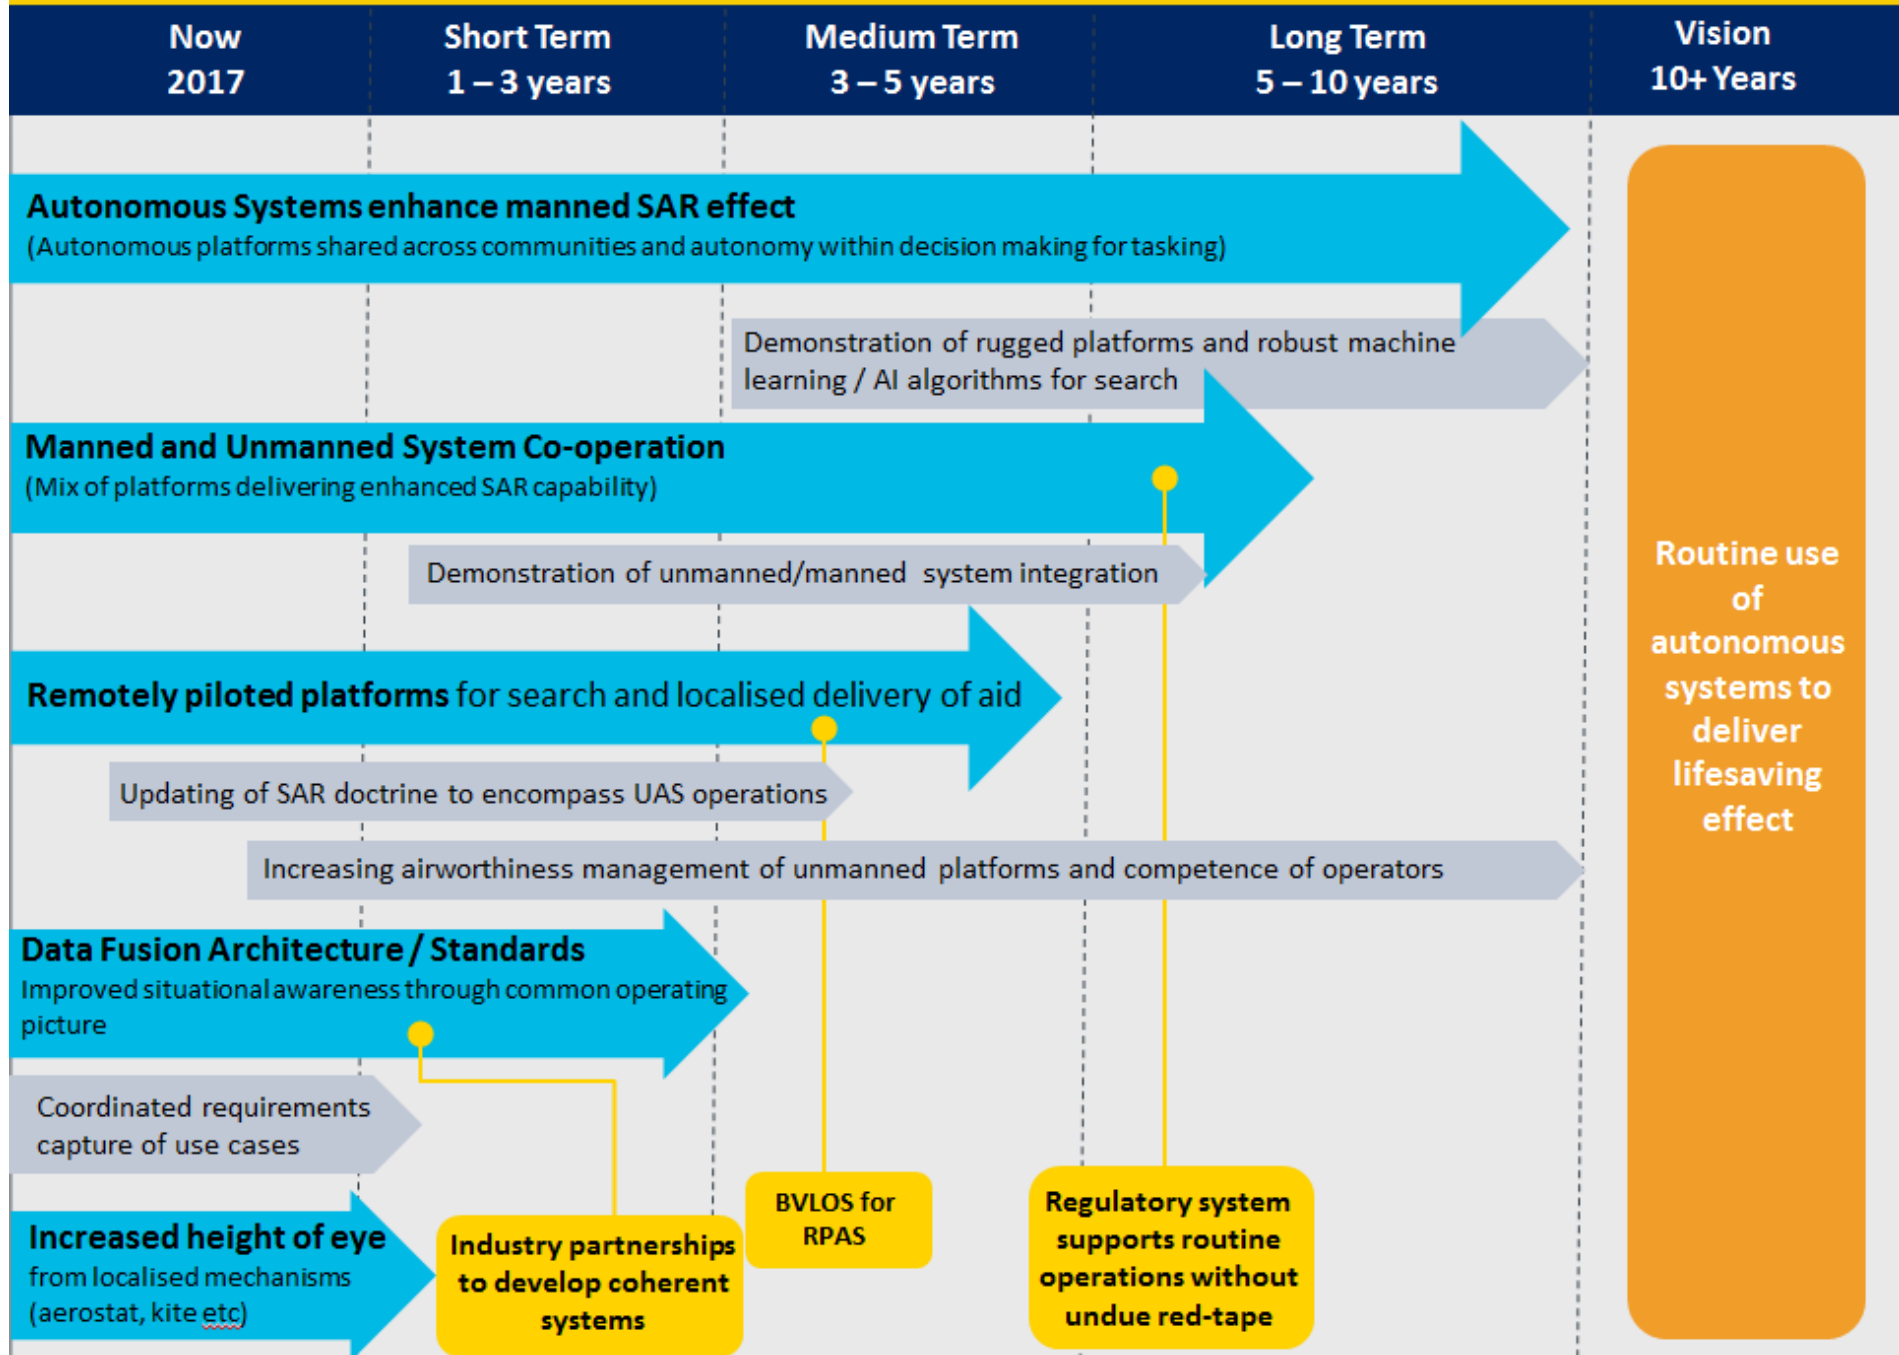 Now
2017
Short Term
1 – 3 years
Medium Term
3 – 5 years
Long Term
5 – 10 years
Vision
10+ Years
Autonomous Systems enhance manned SAR effect
(Autonomous platforms shared across communities and autonomy within decision making for tasking)
Demonstration of rugged platforms and robust machine
learning / AI algorithms for search
Manned and Unmanned System Co-operation
(Mix of platforms delivering enhanced SAR capability)
Demonstration of unmanned/manned system integration
Remotely piloted platforms for search and localised delivery of aid
Updating of SAR doctrine to encompass UAS operations
Increasing airworthiness management of unmanned platforms and competence of operators
Data Fusion Architecture / Standards
Improved situational awareness through common operating
picture
Coordinated requirements
capture of use cases
Increased height of eye
from localised mechanisms
(aerostat, kite etc)
Industry partnerships
to develop coherent
systems
BVLOS for
RPAS
Regulatory system
supports routine
operations without
undue red-tape
Routine use
of
autonomous
systems to
deliver
lifesaving
effect